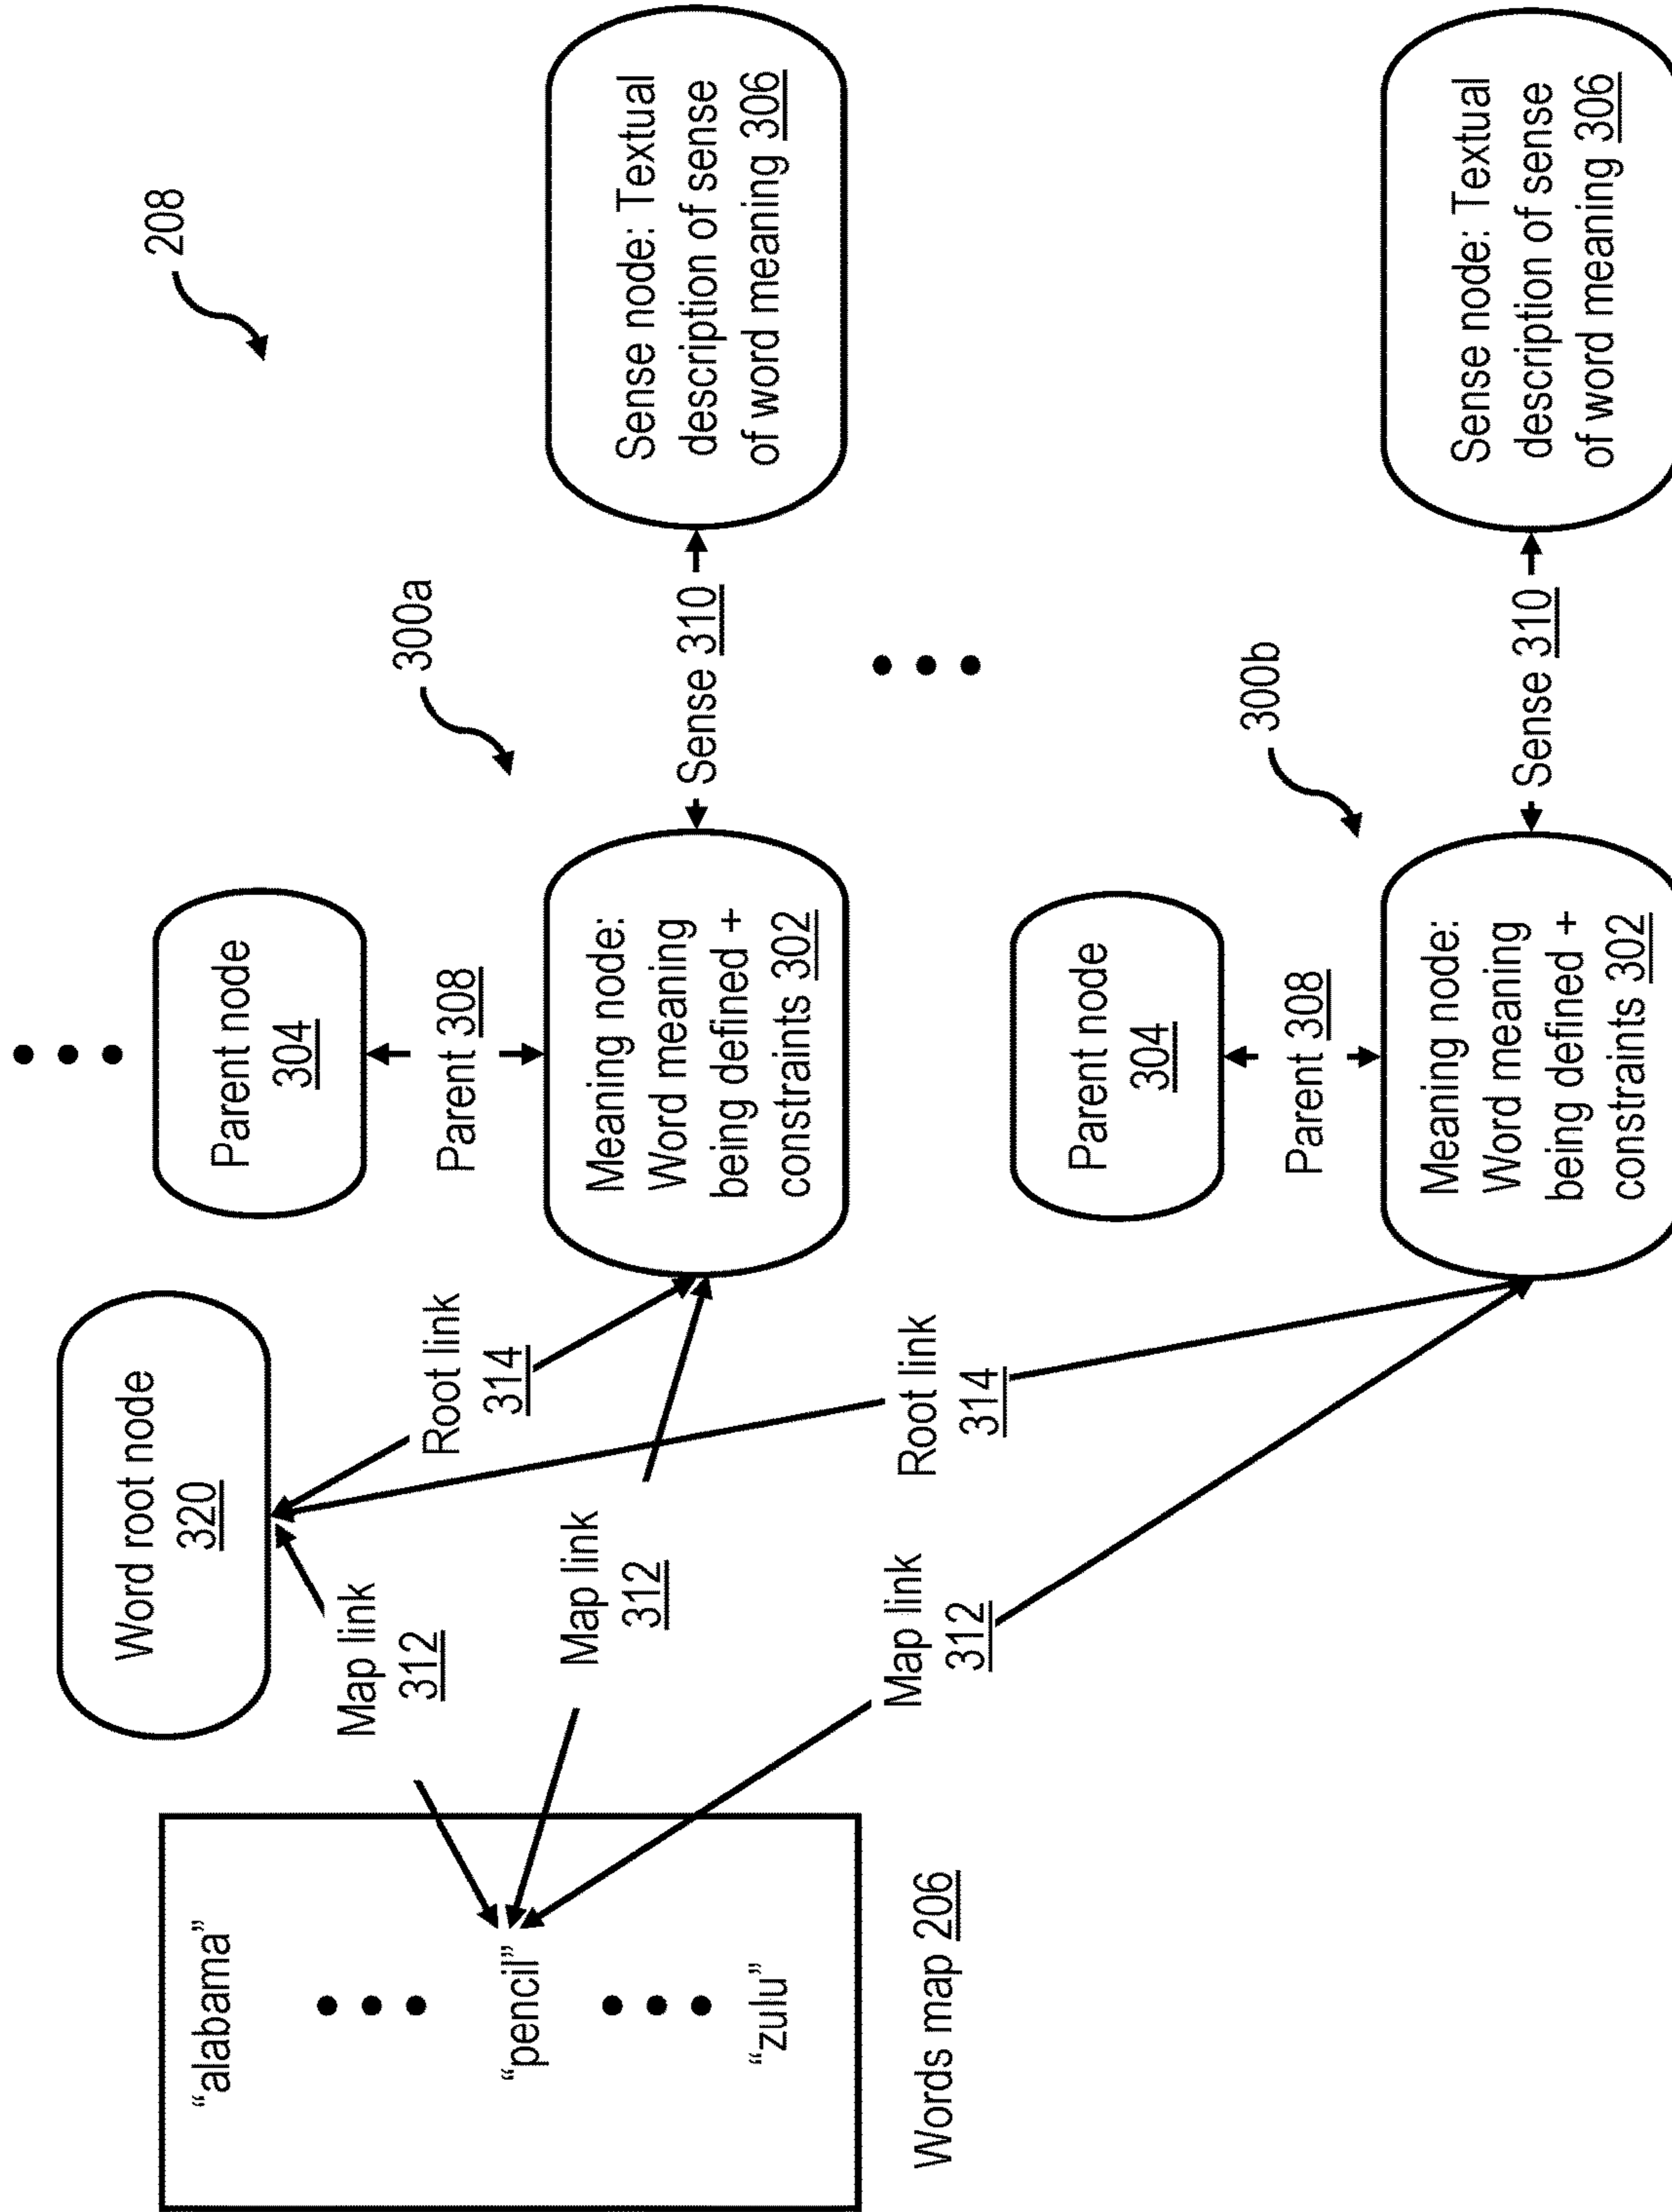 208
Word root node
320
Parent node
304
"alabama"
"pencil"
"zulu"
Words map 206
Map link
312
Map link
312
Map link
312
Root link
314
Root link
314
Parent 308
300a
Meaning node:
Word meaning
being defined +
constraints 302
Sense 310
Sense node: Textual
description of sense
of word meaning 306
Parent node
304
Parent 308
300b
Meaning node:
Word meaning
being defined +
constraints 302
Sense 310
Sense node: Textual
description of sense
of word meaning 306